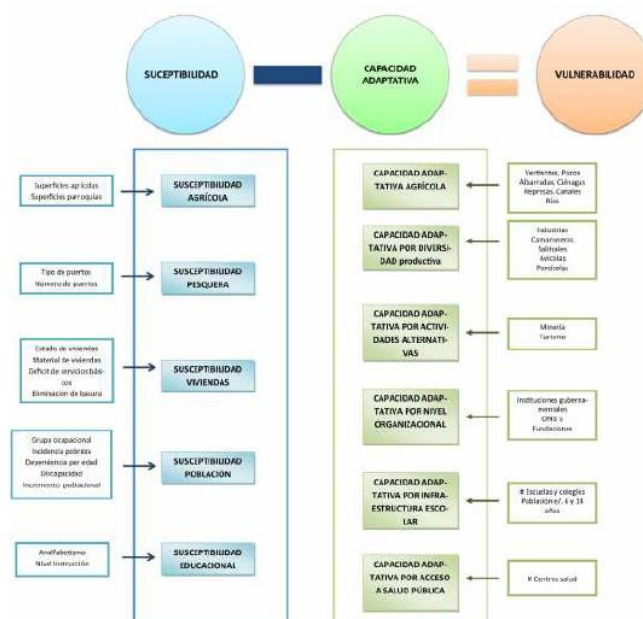 SUCEPTIBILIDAD
CAPACIDAD
ADAPTATIVA
VULNERABILIDAD
Superficies agrícolas
Superficies parroquias
SUSCEPTIBILIDAD
AGRÍCOLA
Tipo de puertos
Número de puertos
SUSCEPTIBILIDAD
PESQUERA
Estado de viviendas
Material de viviendas
Déficit de servicios bási-
cos
Eliminación de basura
SUSCEPTIBILIDAD
VIVIENDAS
Grupo ocupacional
Incidencia pobreza
Dependencia por edad
Discapacidad
Incremento poblacional
SUSCEPTIBILIDAD
POBLACIÓN
Analfabetismo
Nivel Instrucción
SUSCEPTIBILIDAD
EDUCACIONAL
CAPACIDAD ADAP-
TATIVA AGRÍCOLA
Vertientes, Pozos
Albarradas, Ciénagas
Represas, Canales
Ríos
CAPACIDAD ADAP-
TATIVA POR DIVERSI-
DAD productiva
Industrias
Camaroneras
Salitrales
Avícolas
Porcícolas
CAPACIDAD ADAP-
TATIVA POR ACTIVI-
DADES ALTERNATI-
VAS
Minería
Turismo
CAPACIDAD ADAP-
TATIVA POR NIVEL
ORGANIZACIONAL
Instituciones guberna-
mentales
Fundaciones
CAPACIDAD ADAP-
TATIVA POR INFRA-
ESTRUCTURA ESCO-
LAR
# Escuelas y colegios
Población e/. 4 y 14
años
CAPACIDAD ADAP-
TATIVA POR ACCESO
A SALUD PÚBLICA
# Centros salud